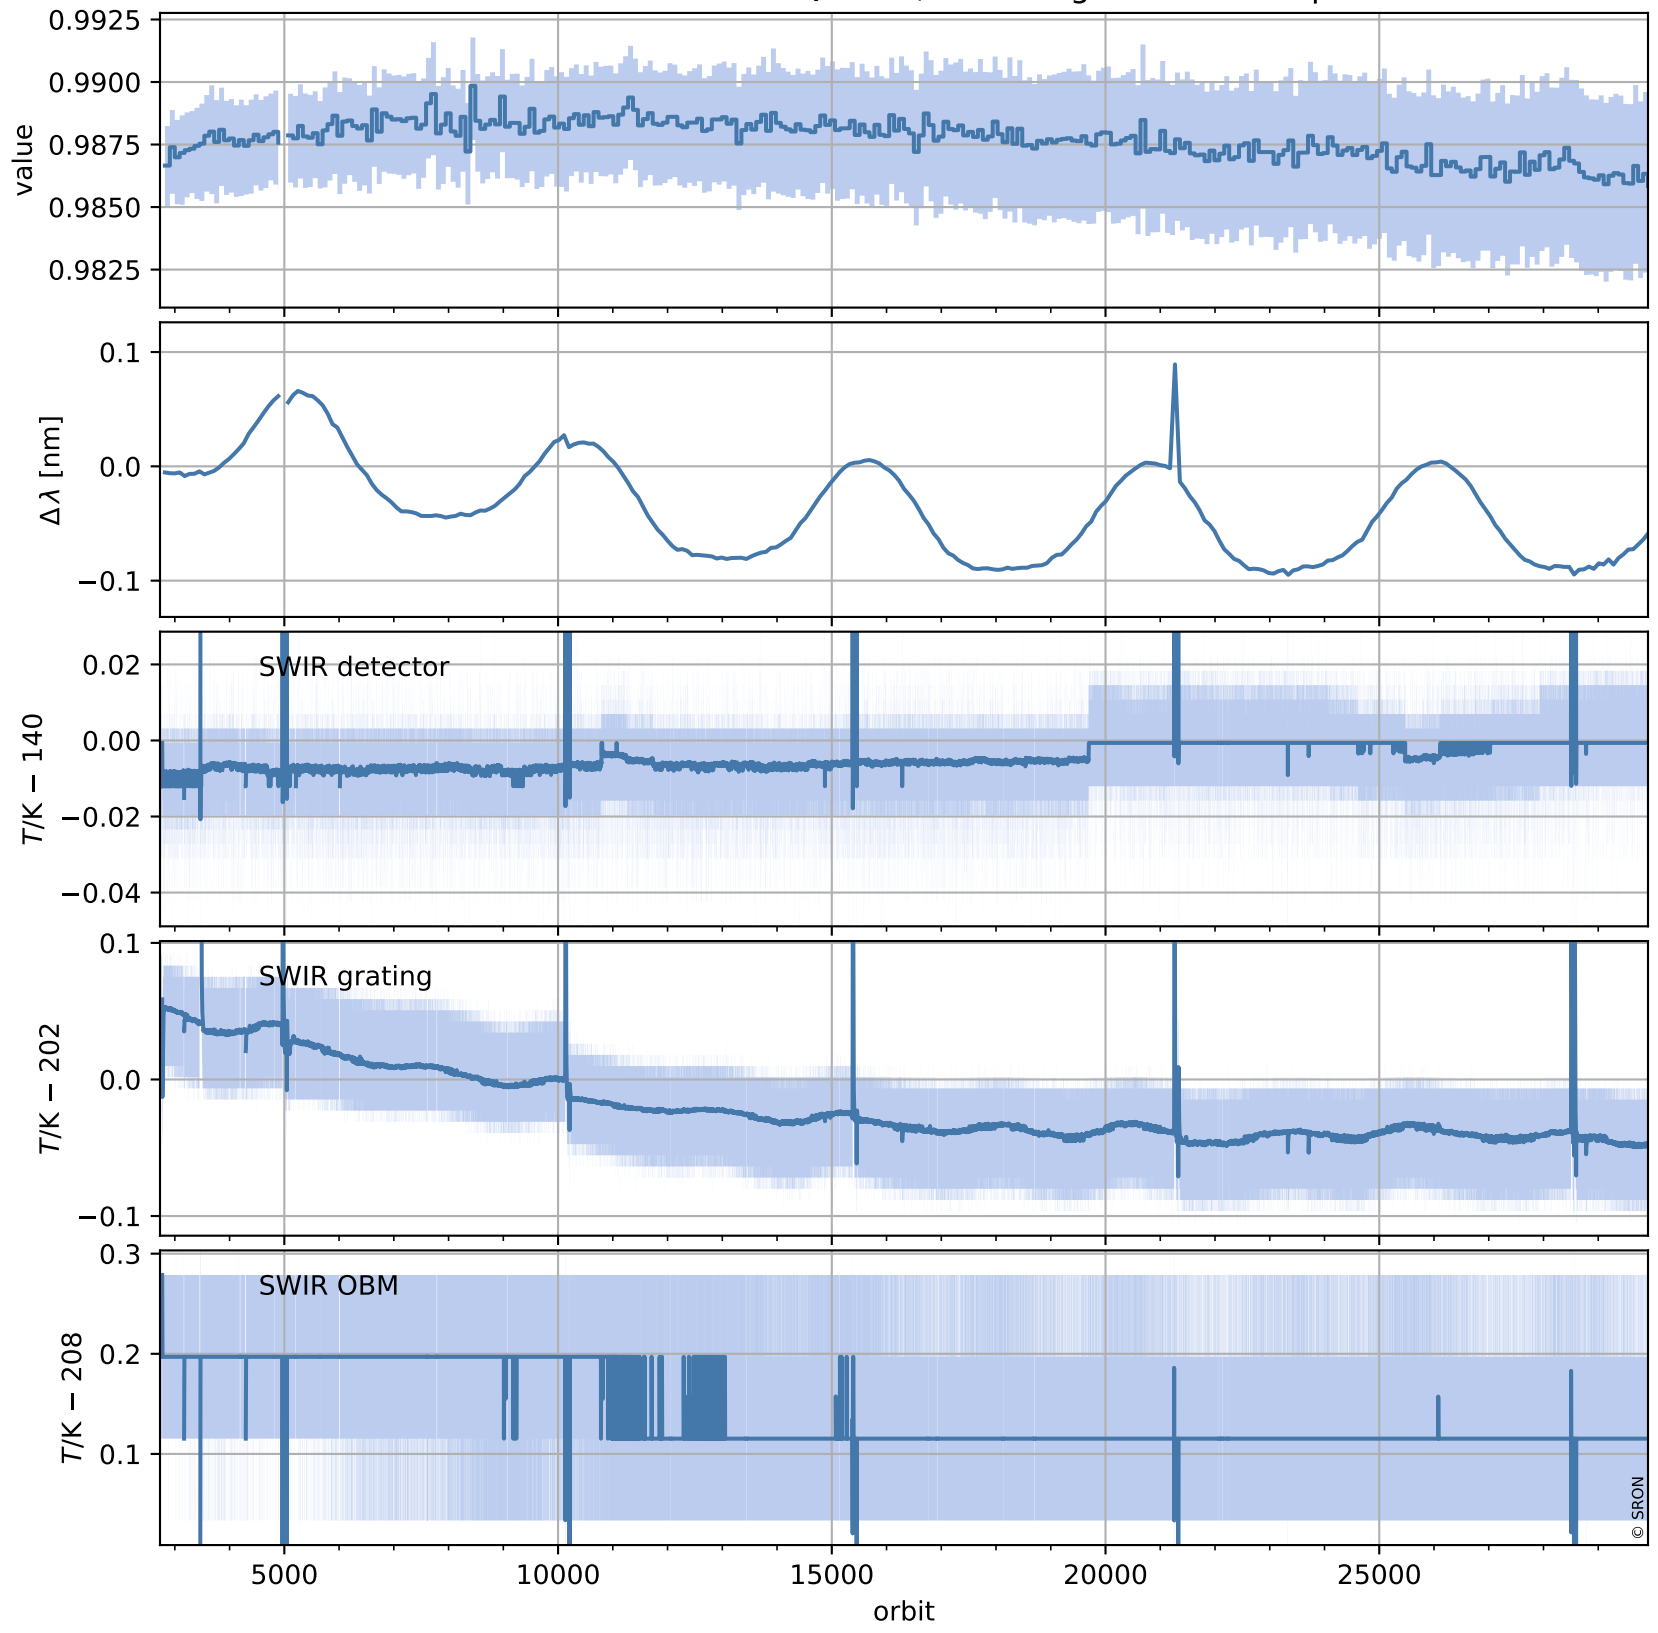 0.9925
0.9900
0.9875
0.9850
0.9825
value
0.1
0.0
−0.1
Δλ [nm]
SWIR detector
0.02
0.00
−0.02
−0.04
T/K − 140
SWIR grating
0.1
0.0
−0.1
T/K − 202
SWIR OBM
0.3
0.2
0.1
T/K − 208
© SRON
5000 10000 15000 20000 25000
orbit